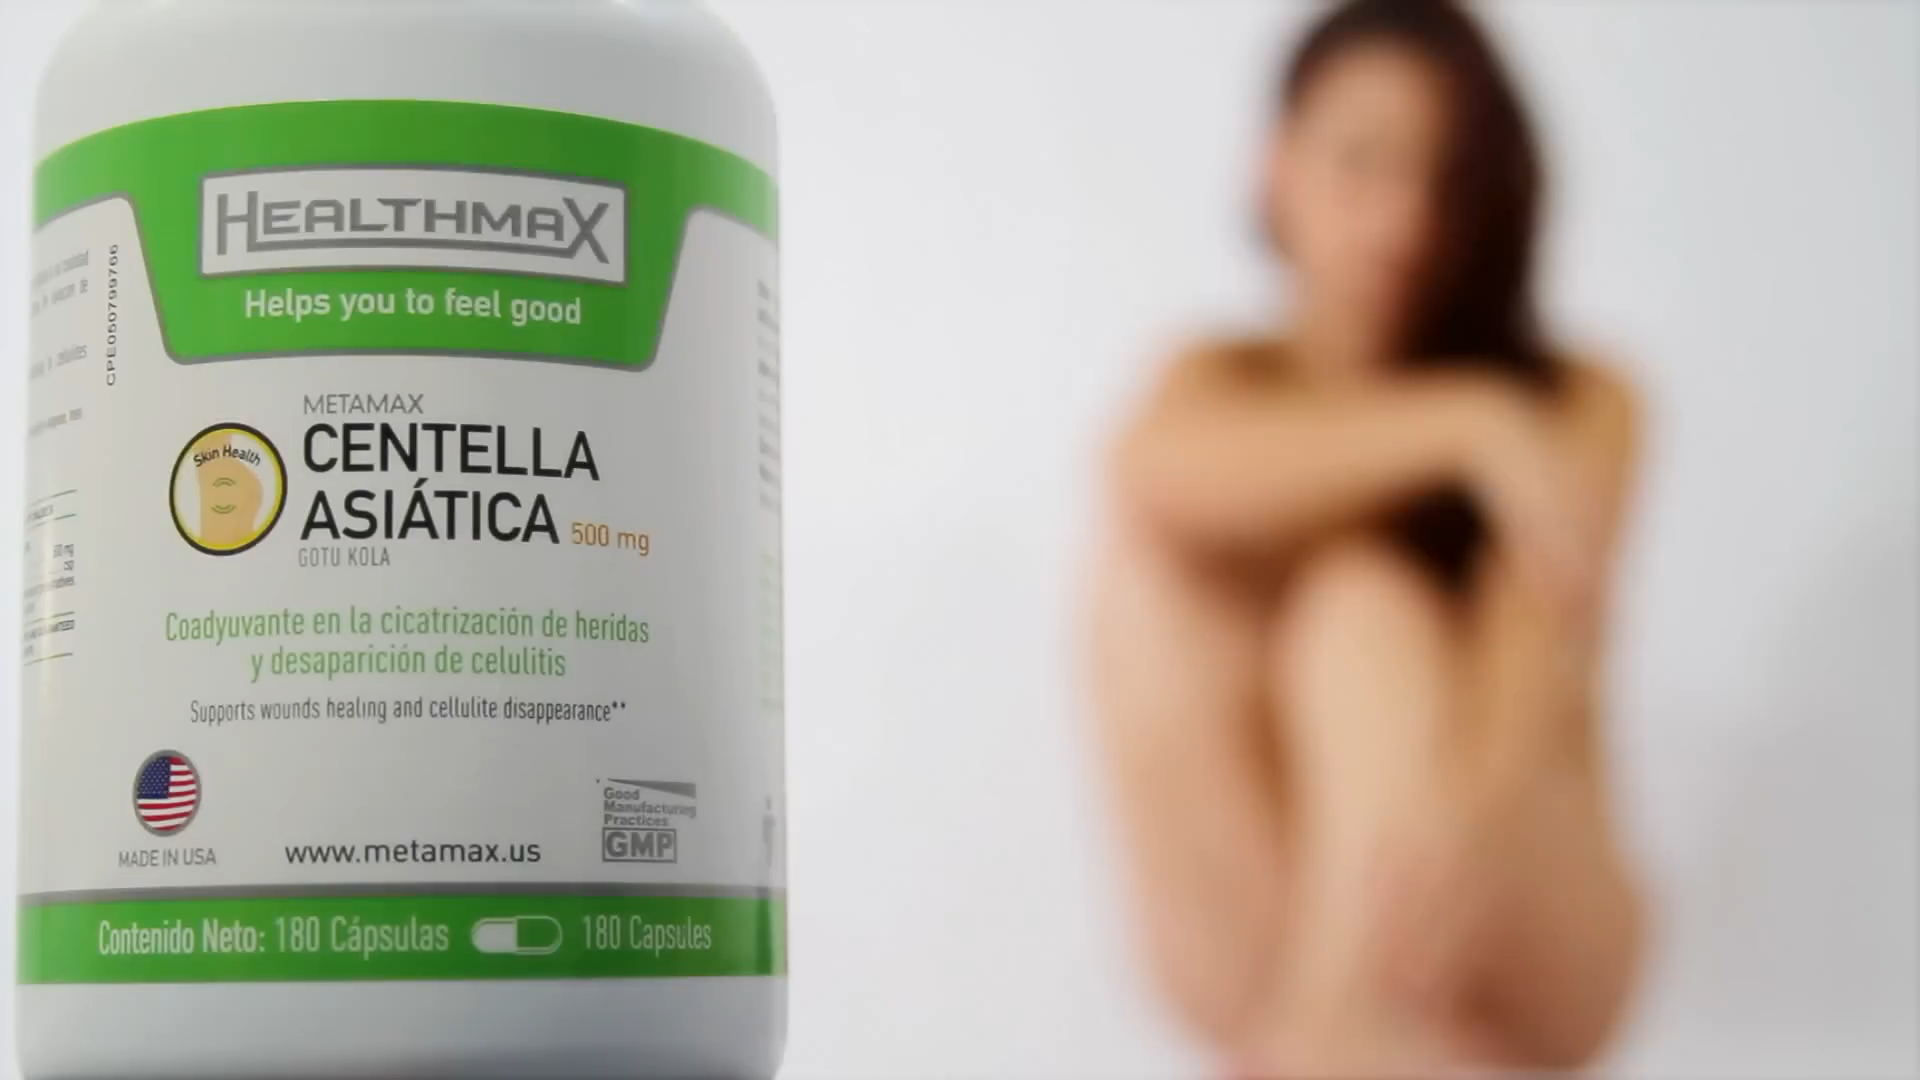 HEALTHMAX
Helps you to feel good
CPE050799766
METAMAX
Skin Health
CENTELLA
ASIÁTICA 500 mg
GOTU KOLA
Coadyuvante en la cicatrización de heridas
y desaparición de celulitis
Supports wounds healing and cellulite disappearance**
MADE IN USA
www.metamax.us
Good
Manufacturing
Practices
GMP
Contenido Neto: 180 Cápsulas 180 Capsules